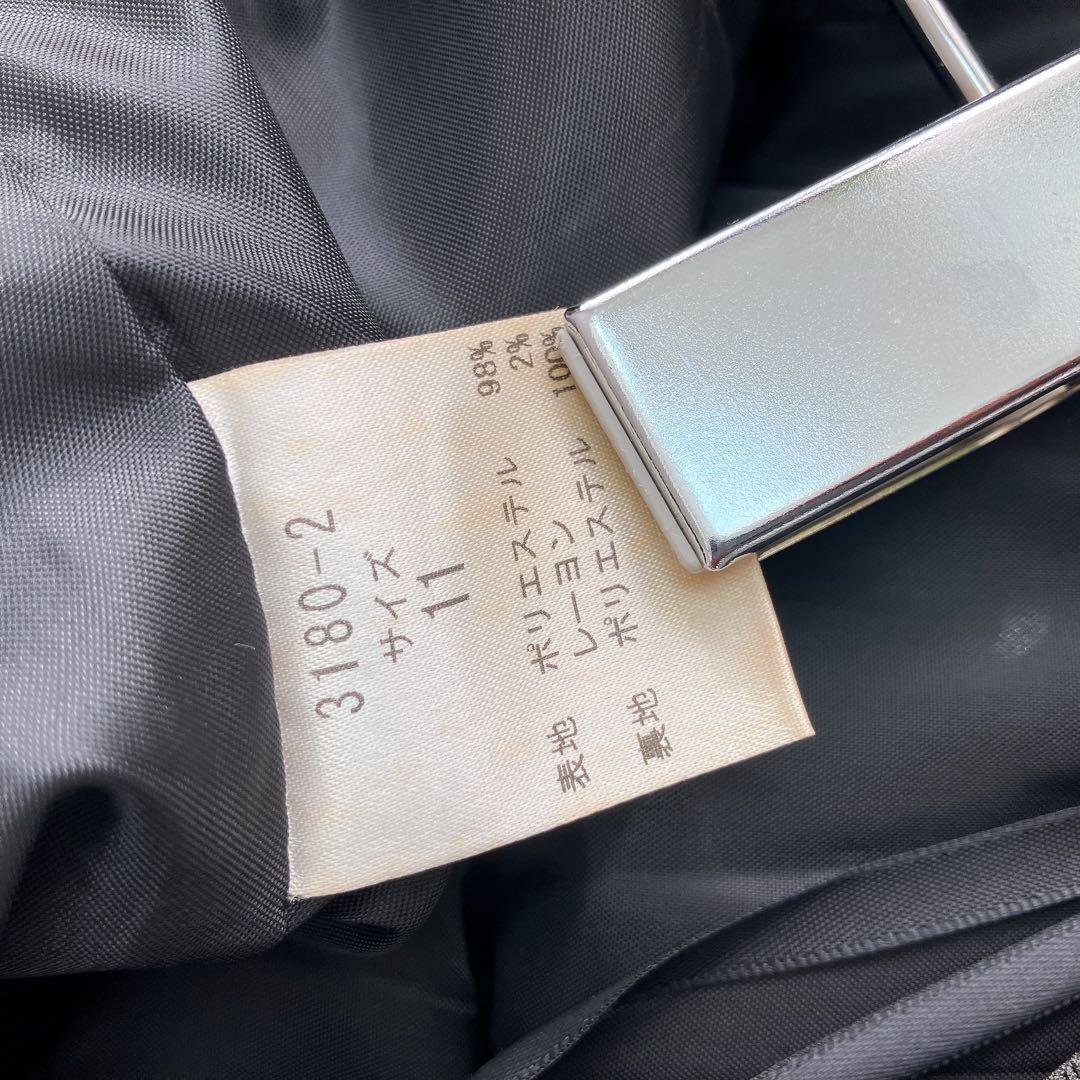 3180-2
サイズ
11
表地 ポリエステル 98%
レーヨン 2%
裏地 ポリエステル 100%